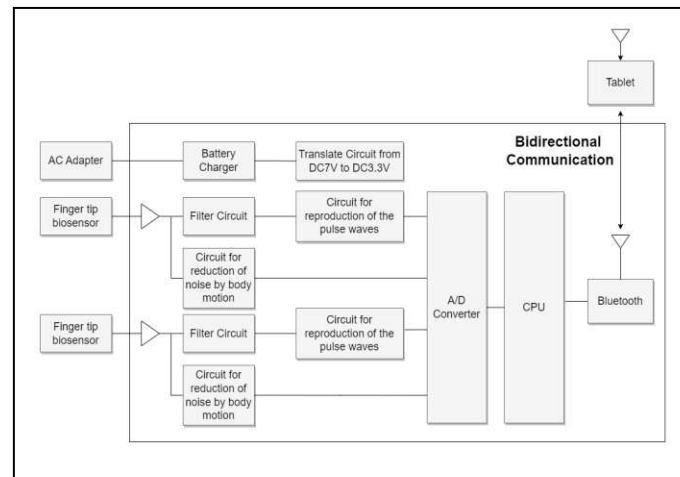 Tablet
Bidirectional
Communication
AC Adapter
Battery
Charger
Translate Circuit from
DC7V to DC3.3V
Finger tip
biosensor
Filter Circuit
Circuit for
reproduction of the
pulse waves
Circuit for
reduction of
noise by body
motion
A/D
Converter
CPU
Bluetooth
Finger tip
biosensor
Filter Circuit
Circuit for
reproduction of the
pulse waves
Circuit for
reduction of
noise by body
motion